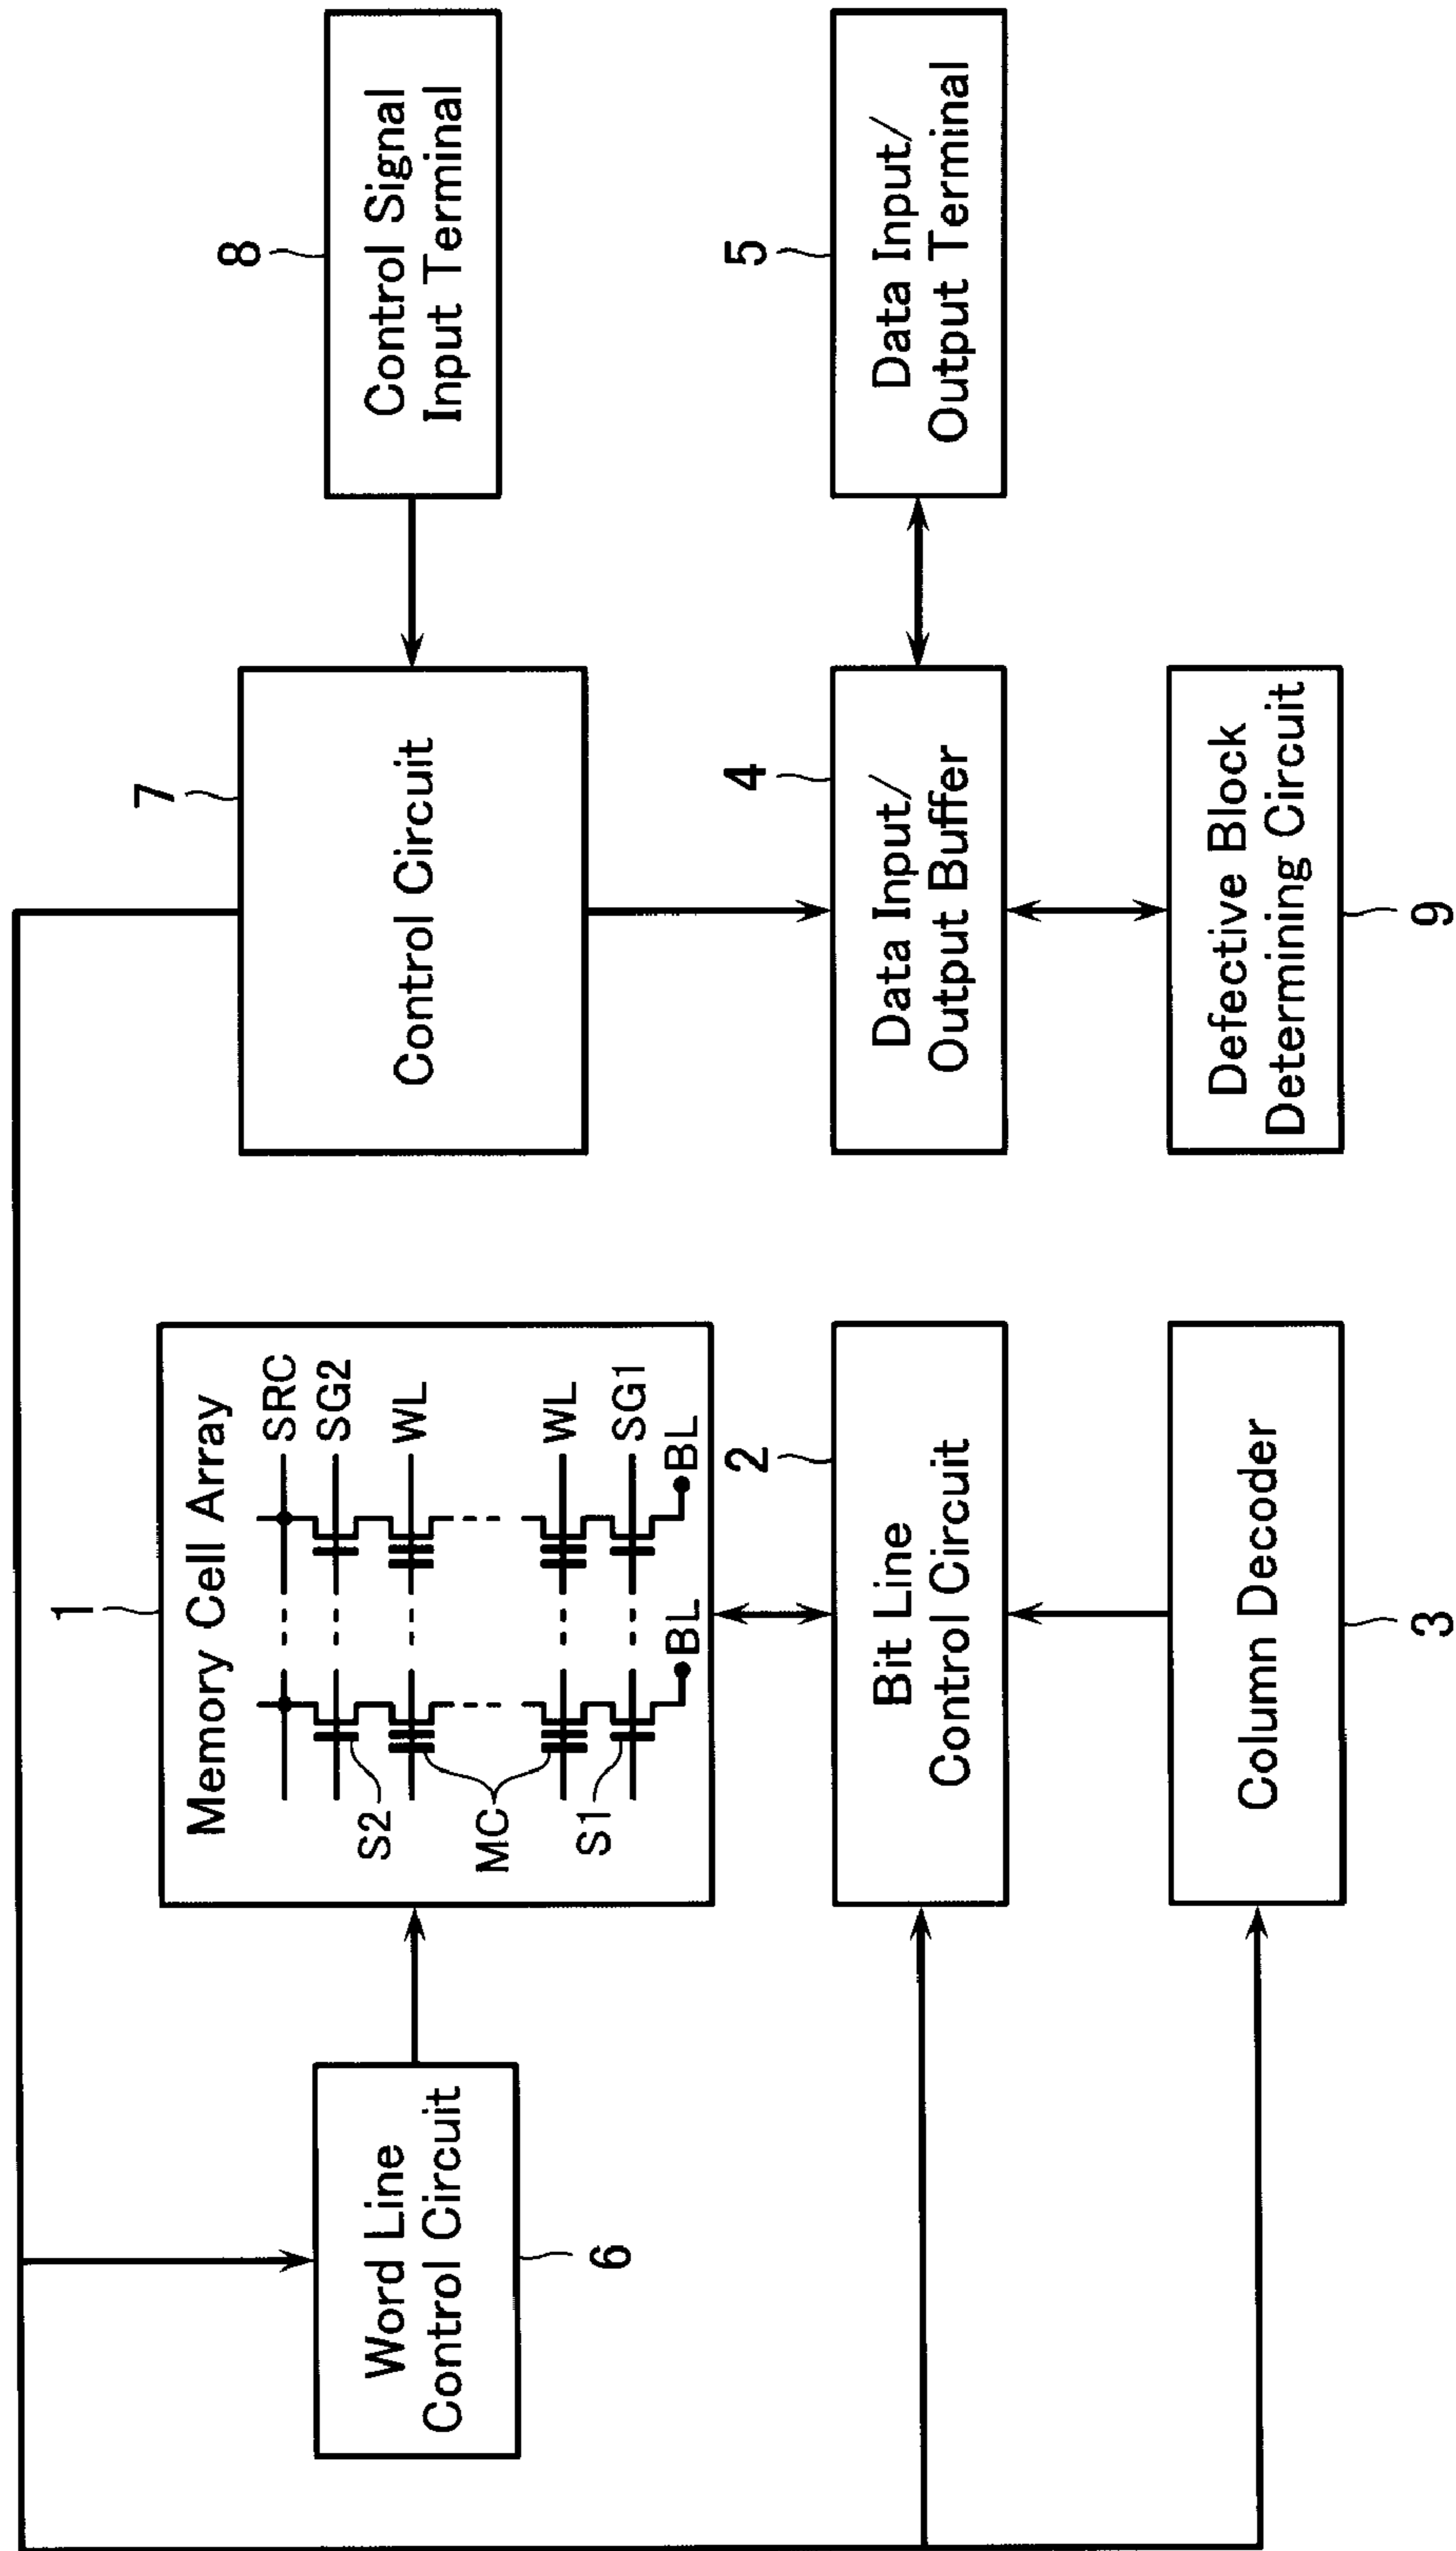 1
Memory Cell Array
SRC
SG2
WL
WL
SG1
BL
BL
S2
MC
S1
Word Line
Control Circuit
6
2
Bit Line
Control Circuit
Column Decoder
3
7
Control Circuit
8
Control Signal
Input Terminal
4
Data Input/
Output Buffer
5
Data Input/
Output Terminal
Defective Block
Determining Circuit
9